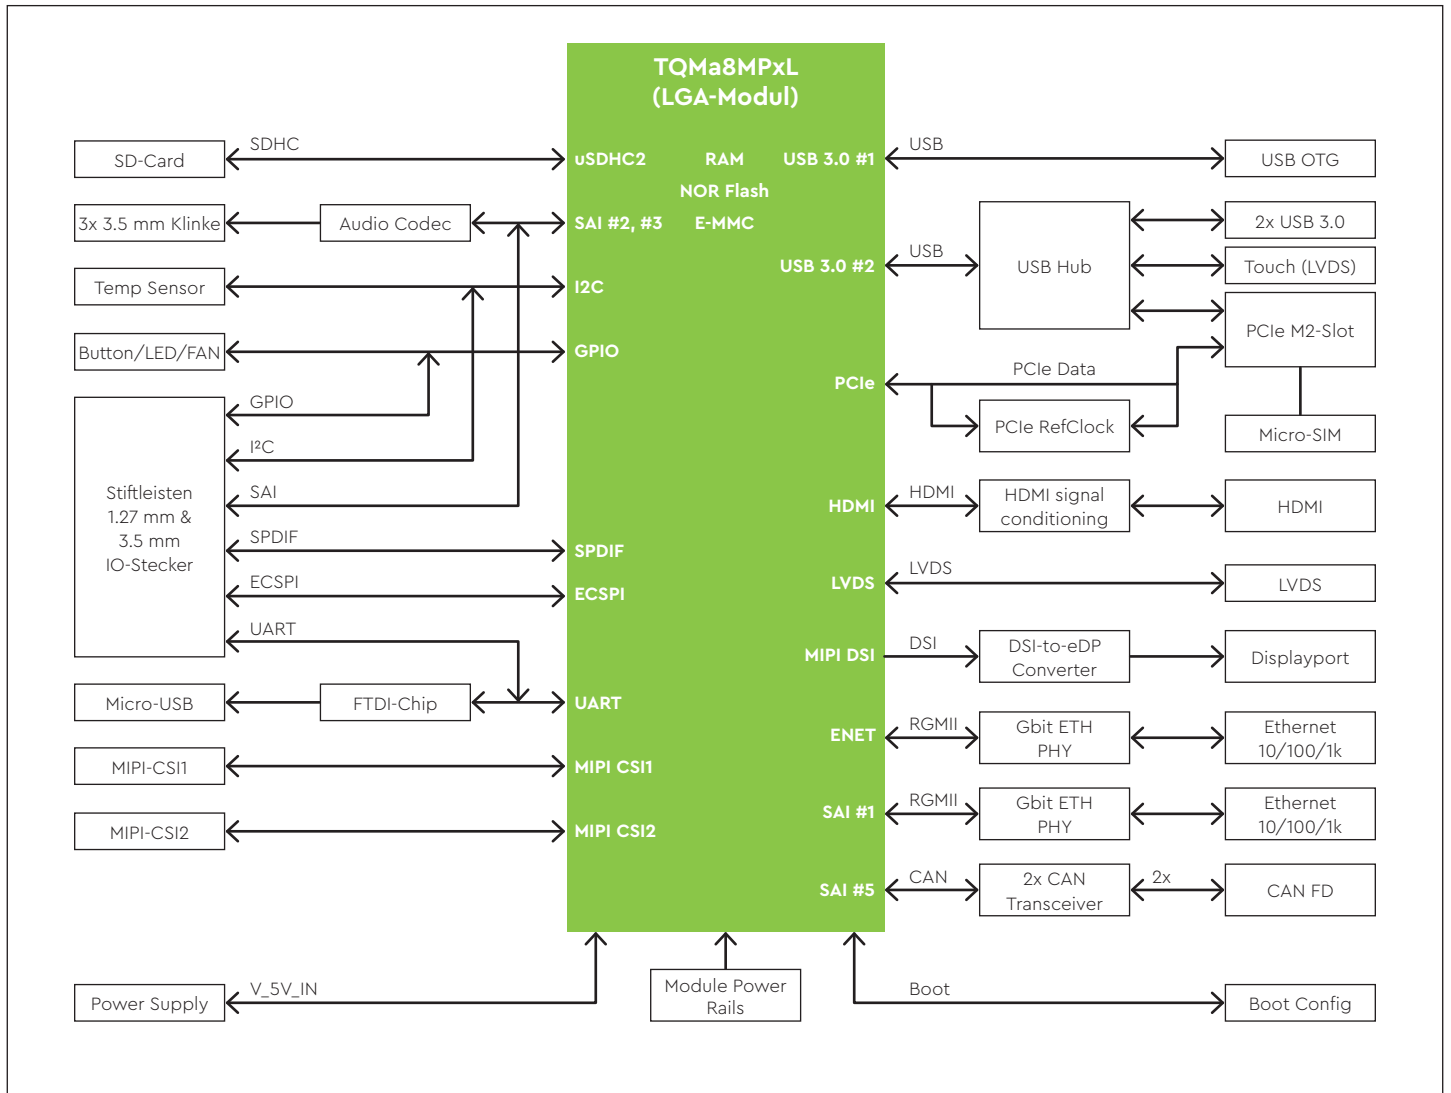 TQMa8MPxL
(LGA-Modul)
SD-Card
SDHC
uSDHC2
RAM
USB 3.0 #1
USB
USB OTG
NOR Flash
3x 3.5 mm Klinke
Audio Codec
SAI #2, #3
E-MMC
2x USB 3.0
USB 3.0 #2
USB
USB Hub
Touch (LVDS)
Temp Sensor
I2C
PCIe M2-Slot
Button/LED/FAN
GPIO
PCIe
PCIe Data
PCIe RefClock
Micro-SIM
GPIO
I²C
SAI
SPDIF
ECSPI
UART
Stiftleisten
1.27 mm &
3.5 mm
IO-Stecker
SPDIF
ECSPI
HDMI
HDMI
HDMI signal
conditioning
HDMI
LVDS
LVDS
LVDS
MIPI DSI
DSI
DSI-to-eDP
Converter
Displayport
Micro-USB
FTDI-Chip
UART
ENET
RGMII
Gbit ETH
PHY
Ethernet
10/100/1k
MIPI-CSI1
MIPI CSI1
SAI #1
RGMII
Gbit ETH
PHY
Ethernet
10/100/1k
MIPI-CSI2
MIPI CSI2
SAI #5
CAN
2x CAN
Transceiver
2x
CAN FD
Power Supply
V_5V_IN
Module Power
Rails
Boot
Boot Config